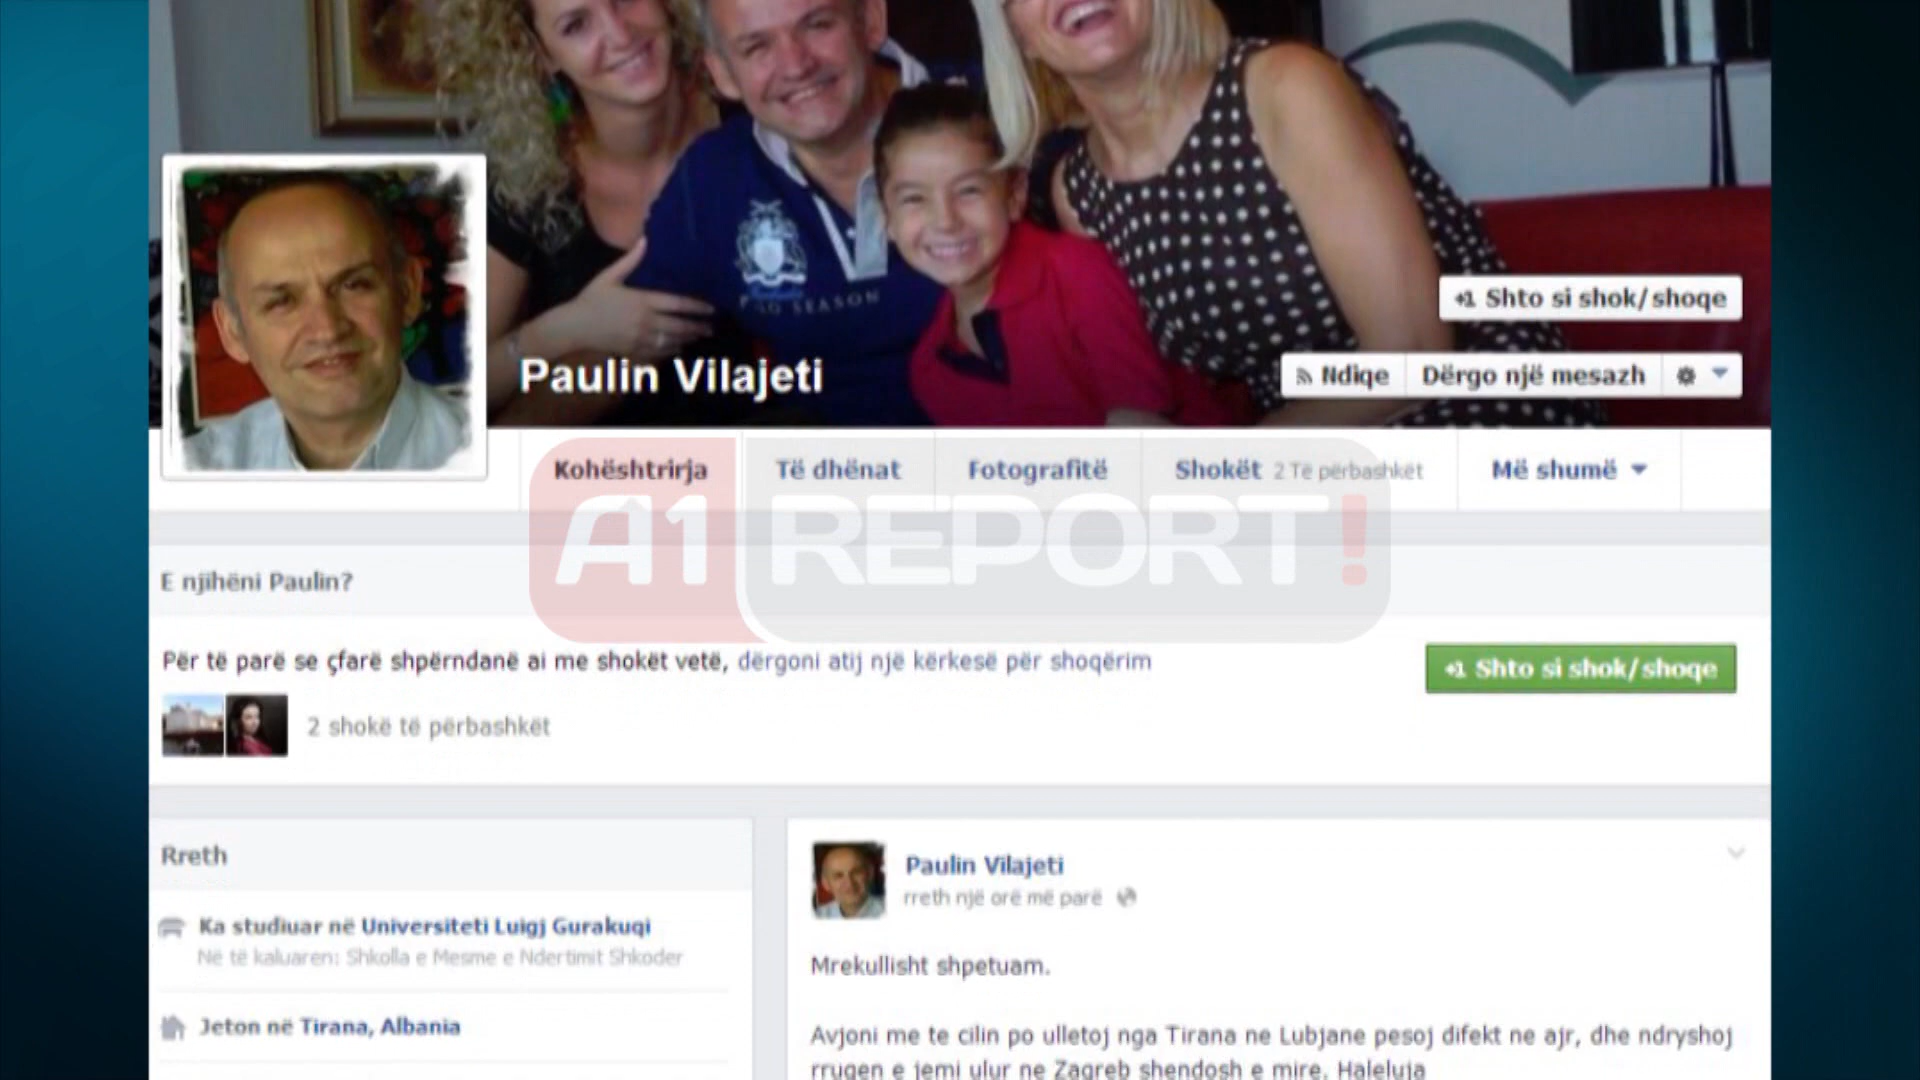 SEASON
+1 Shto si shok/shoqe
Paulin Vilajeti
Ndiqe
Dërgo një mesazh
Kohështrirja
Të dhënat
Fotografitë
Shokët 2 Të përbashkët
Më shumë
A1 REPORT!
E njihëni Paulin?
Për të parë se çfarë shpërndanë ai me shokët vetë, dërgoni atij një kërkesë për shoqërim
+1 Shto si shok/shoqe
2 shokë të përbashkët
Rreth
Ka studiuar në Universiteti Luigj Gurakuqi
Në të kaluaren: Shkolla e Mesme e Ndertimit Shkoder
Jeton në Tirana, Albania
Paulin Vilajeti
rreth një orë më parë
Mrekullisht shpetuam.
Avjoni me te cilin po ulletoj nga Tirana ne Lubjane pesoj difekt ne ajr, dhe ndryshoj
rrugen e jemi ulur ne Zagreb shendosh e mire. Haleluja